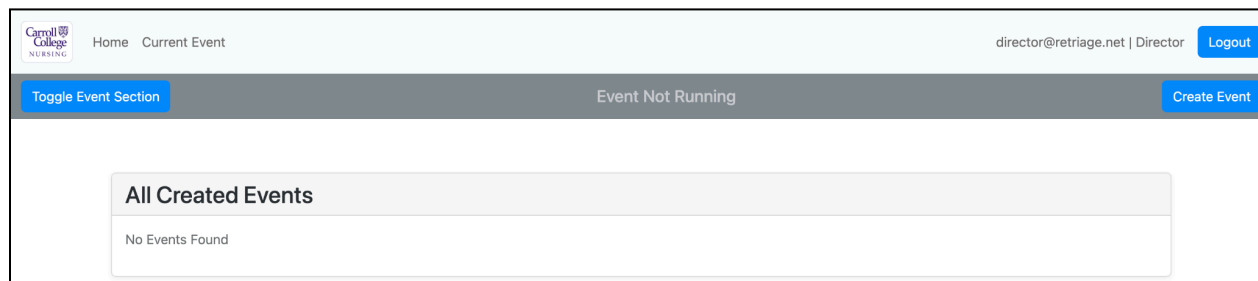 Carroll
College
NURSING
Home Current Event director@retriage.net | Director Logout
Toggle Event Section Event Not Running Create Event
All Created Events
No Events Found